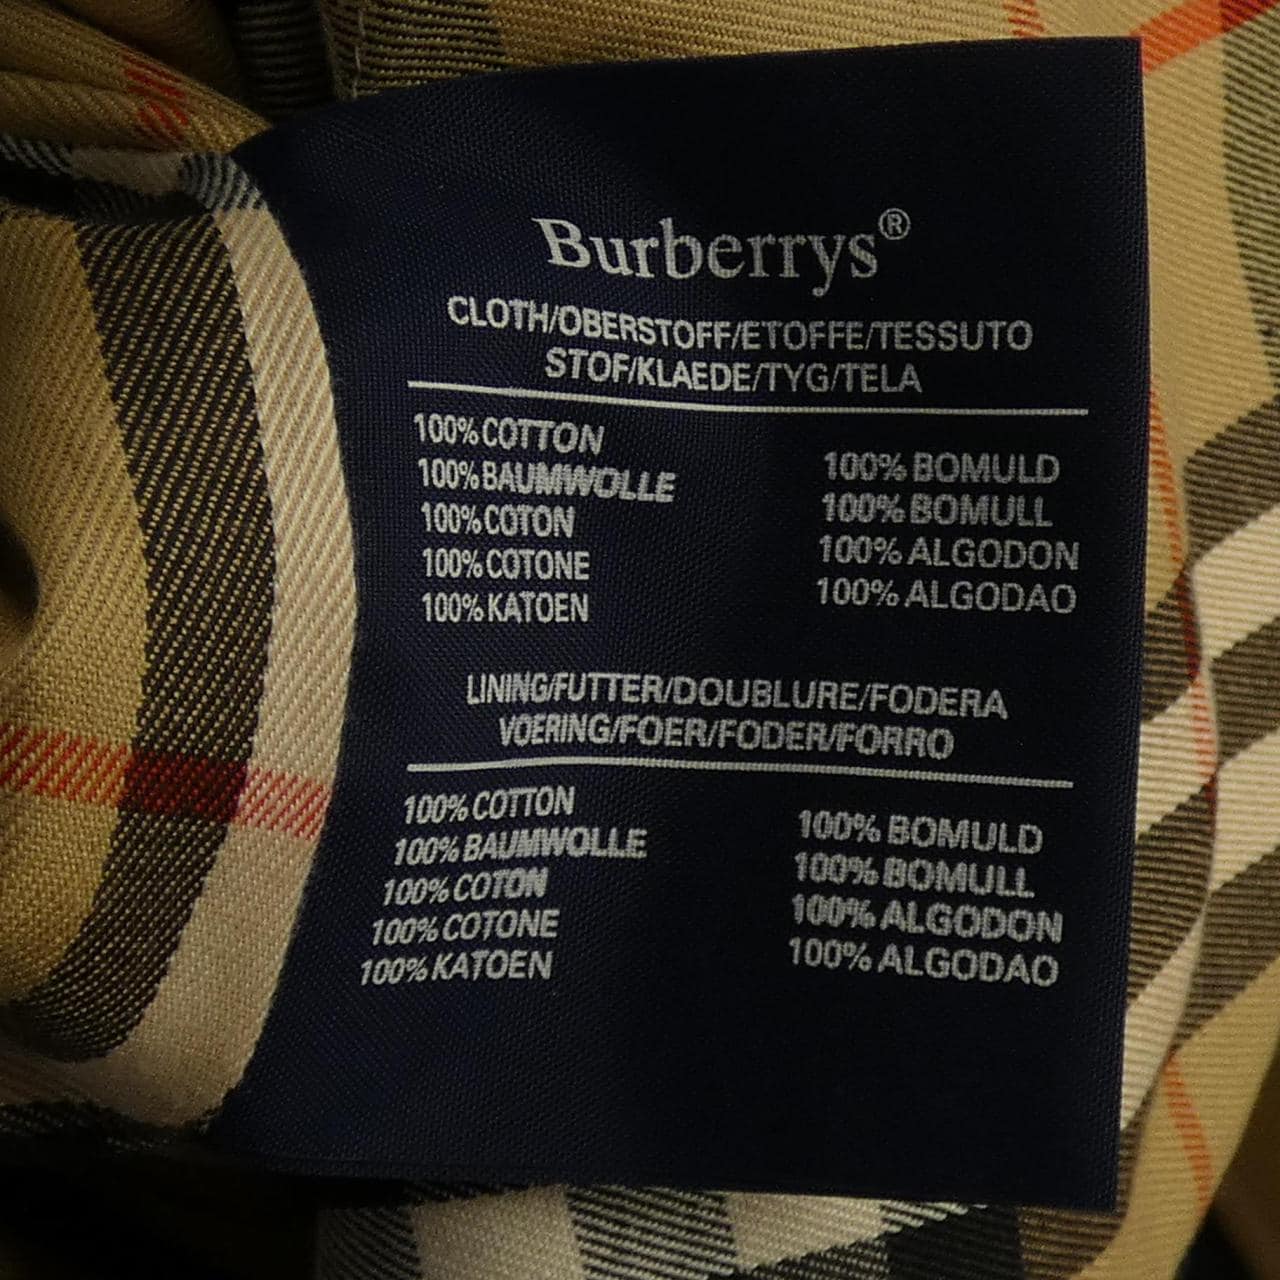 Burberrys®
CLOTH/OBERSTOFF/ETOFFE/TESSUTO
STOF/KLAEDE/TYG/TELA
100% COTTON
100% BAUMWOLLE
100% COTON
100% COTONE
100% KATOEN
100% BOMULD
100% BOMULL
100% ALGODON
100% ALGODAO
LINING/FUTTER/DOUBLURE/FODERA
VOERING/FOER/FODER/FORRO
100% COTTON
100% BAUMWOLLE
100% COTON
100% COTONE
100% KATOEN
100% BOMULD
100% BOMULL
100% ALGODON
100% ALGODAO